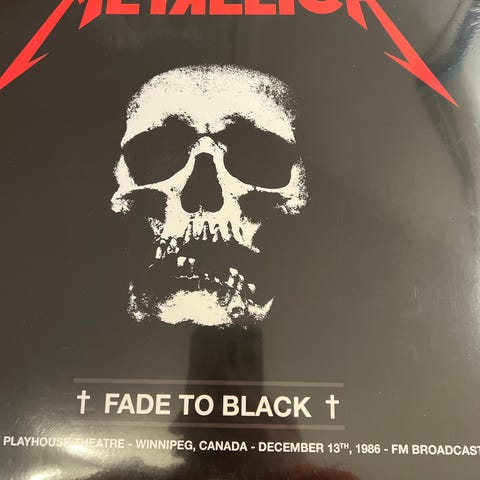 METALLICA
† FADE TO BLACK †
PLAYHOUSE THEATRE - WINNIPEG, CANADA - DECEMBER 13TH, 1986 - FM BROADCAST